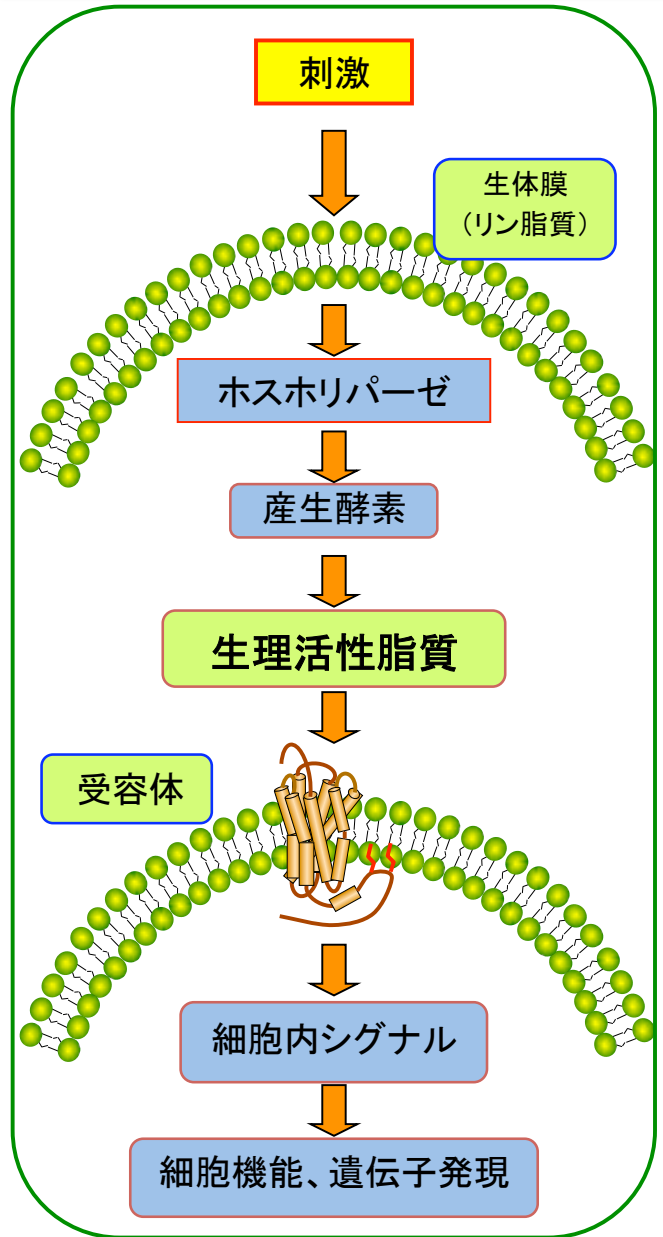 刺激
生体膜
（リン脂質）
ホスホリパーゼ
産生酵素
生理活性脂質
受容体
細胞内シグナル
細胞機能、遺伝子発現